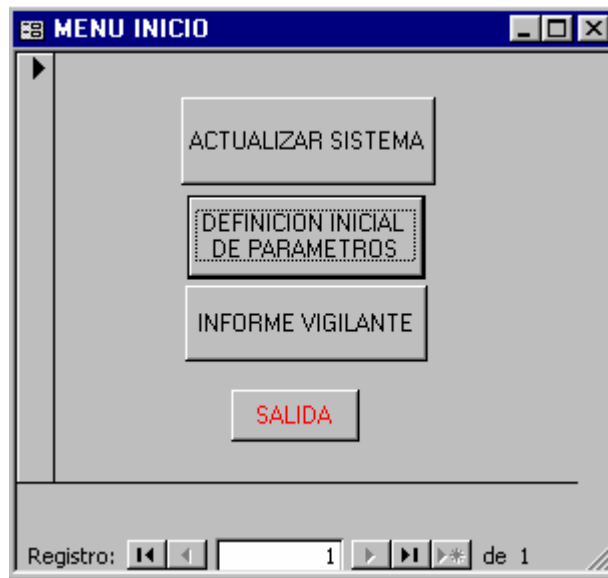 MENU INICIO
ACTUALIZAR SISTEMA
DEFINICION INICIAL
DE PARAMETROS
INFORME VIGILANTE
SALIDA
Registro: 1 de 1